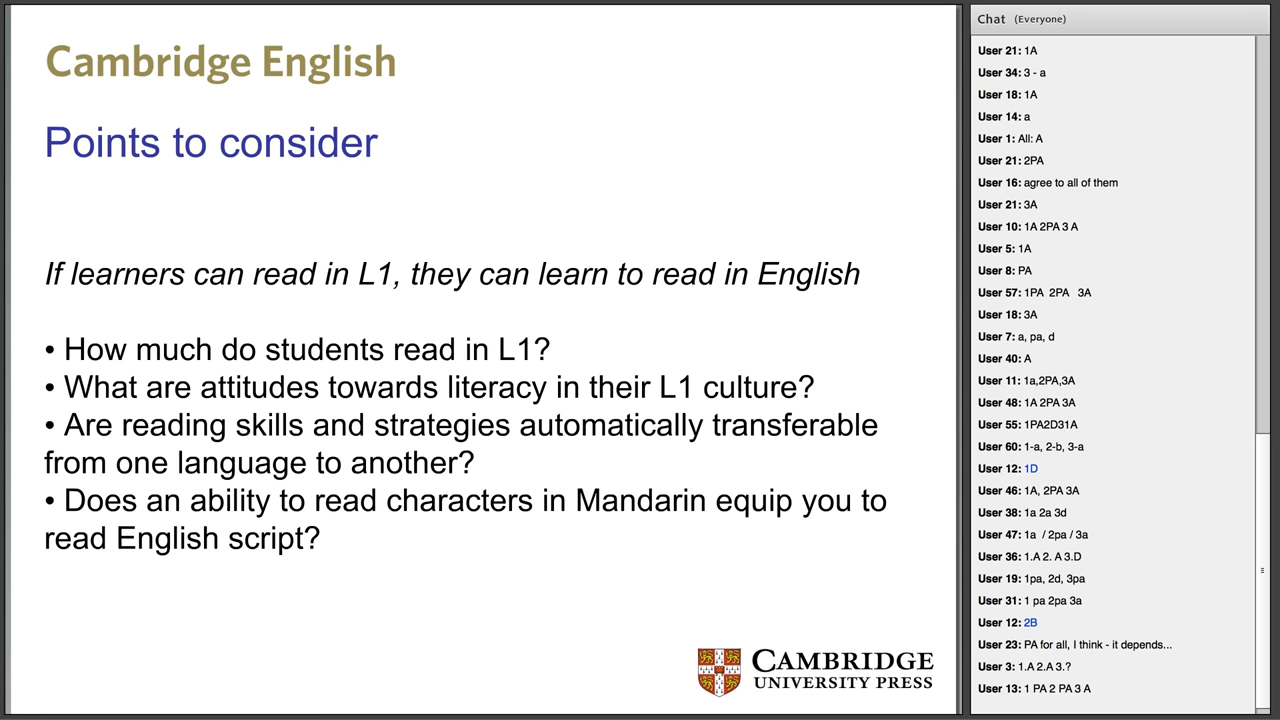 Cambridge English
Points to consider
If learners can read in L1, they can learn to read in English
• How much do students read in L1?
• What are attitudes towards literacy in their L1 culture?
• Are reading skills and strategies automatically transferable
from one language to another?
• Does an ability to read characters in Mandarin equip you to
read English script?
CAMBRIDGE
UNIVERSITY PRESS
Chat (Everyone)
User 21: 1A
User 34: 3 - a
User 18: 1A
User 14: a
User 1: All: A
User 21: 2PA
User 16: agree to all of them
User 21: 3A
User 10: 1A 2PA 3 A
User 5: 1A
User 8: PA
User 57: 1PA 2PA 3A
User 18: 3A
User 7: a, pa, d
User 40: A
User 11: 1a,2PA,3A
User 48: 1A 2PA 3A
User 55: 1PA2D31A
User 60: 1-a, 2-b, 3-a
User 12: 1D
User 46: 1A, 2PA 3A
User 38: 1a 2a 3d
User 47: 1a / 2pa / 3a
User 36: 1.A 2. A 3.D
User 19: 1pa, 2d, 3pa
User 31: 1 pa 2pa 3a
User 12: 2B
User 23: PA for all, I think - it depends...
User 3: 1.A 2.A 3.?
User 13: 1 PA 2 PA 3 A